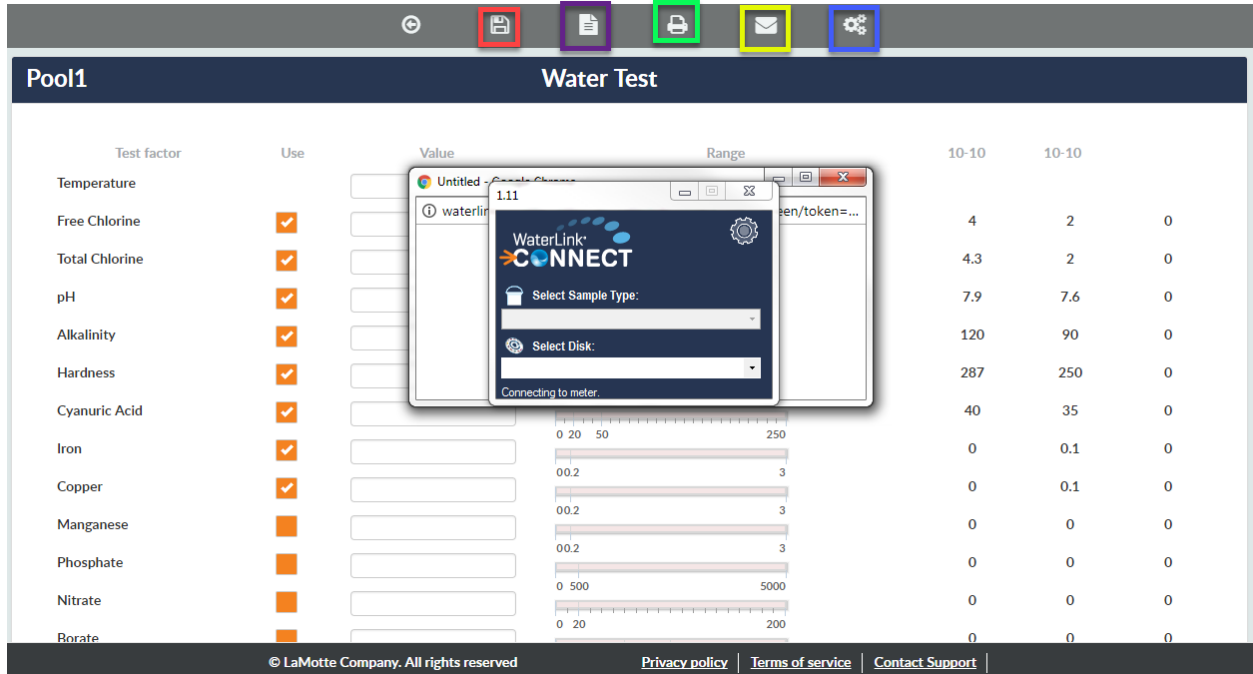 Pool1 Water Test
Test factor Use Value Range 10-10 10-10
Temperature
Free Chlorine 4 2 0
Total Chlorine 4.3 2 0
pH 7.9 7.6 0
Alkalinity 120 90 0
Hardness 287 250 0
Cyanuric Acid 40 35 0
0 20 50 250
Iron 0 0.1 0
0 0.2 3
Copper 0 0.1 0
0 0.2 3
Manganese 0 0 0
0 0.2 3
Phosphate 0 0 0
0 500 5000
Nitrate 0 0 0
0 20 200
Borate 0 0 0
Untitled - Google Chrome
een/token=...
1.11
WaterLink
CONNECT
Select Sample Type:
Select Disk:
Connecting to meter.
© LaMotte Company. All rights reserved Privacy policy Terms of service Contact Support